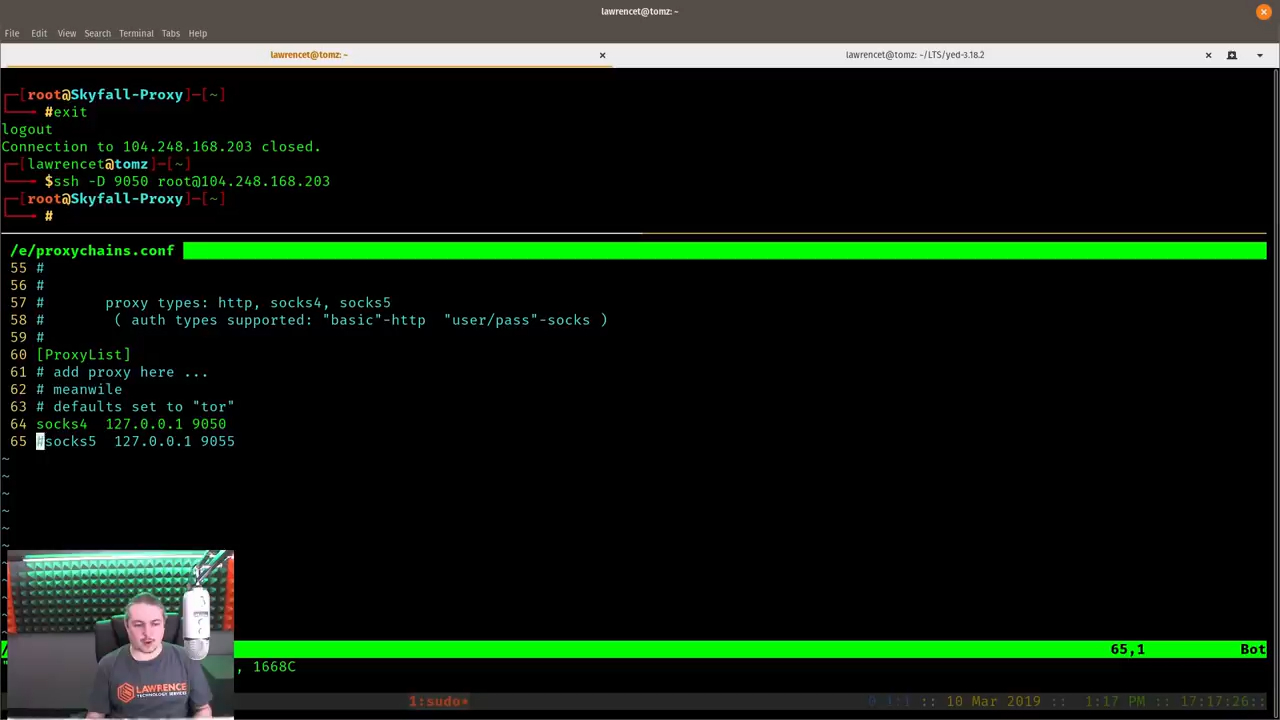 lawrencet@tomz: ~
File Edit View Search Terminal Tabs Help
lawrencet@tomz: ~
lawrencet@tomz: ~/LTS/yed-3.18.2
[root@Skyfall-Proxy]-[~]
#exit
logout
Connection to 104.248.168.203 closed.
[lawrencet@tomz]-[~]
$ssh -D 9050 root@104.248.168.203
[root@Skyfall-Proxy]-[~]
#
/e/proxychains.conf
55 #
56 #
57 #       proxy types: http, socks4, socks5
58 #        ( auth types supported: "basic"-http  "user/pass"-socks )
59 #
60 [ProxyList]
61 # add proxy here ...
62 # meanwile
63 # defaults set to "tor"
64 socks4  127.0.0.1 9050
65 #socks5  127.0.0.1 9055
~
~
~
~
~
~
65,1 Bot
, 1668C
1:sudo* :: 10 Mar 2019 :: 1:17 PM :: 17:17:26::
LAWRENCE
TECHNOLOGY SERVICES